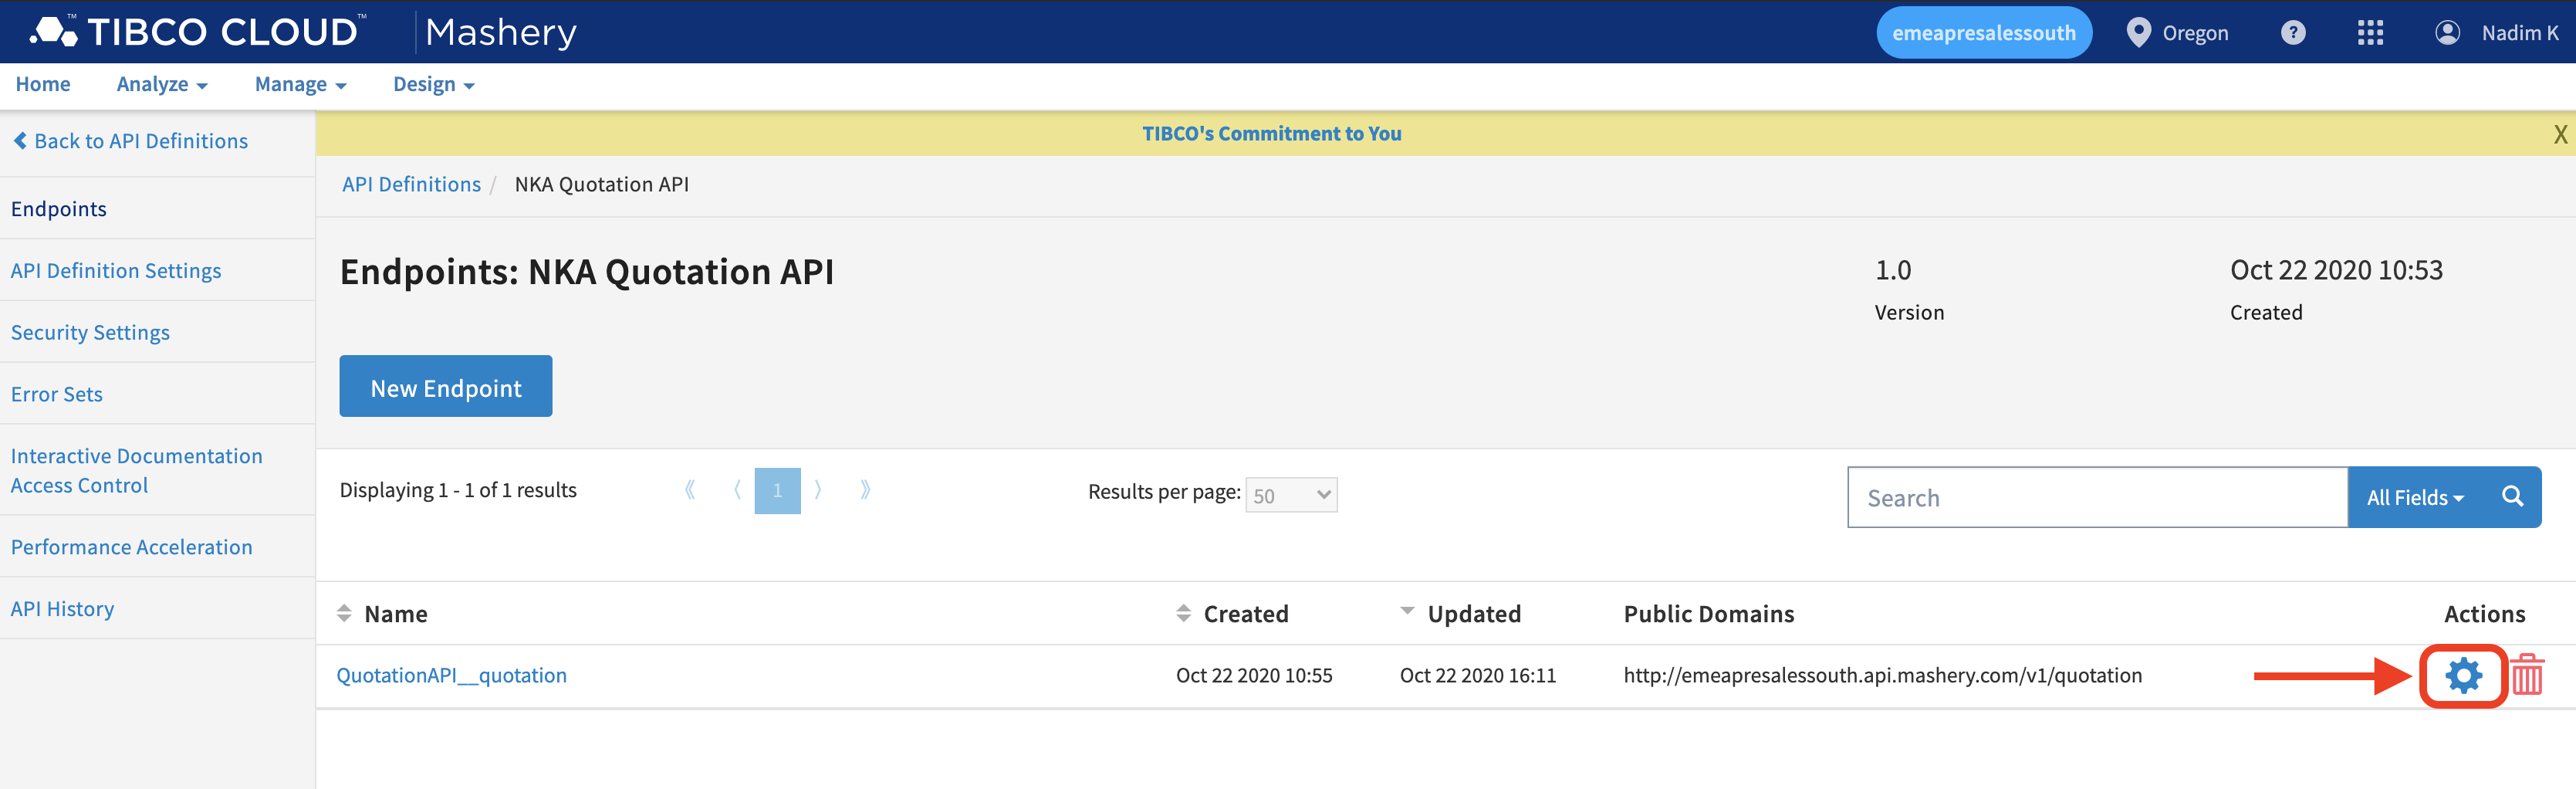 TIBCO CLOUD™ | Mashery
emeapresalessouth
Oregon
?
Nadim K
Home
Analyze
Manage
Design
Back to API Definitions
Endpoints
API Definition Settings
Security Settings
Error Sets
Interactive Documentation
Access Control
Performance Acceleration
API History
TIBCO's Commitment to You
X
API Definitions / NKA Quotation API
Endpoints: NKA Quotation API
1.0
Version
Oct 22 2020 10:53
Created
New Endpoint
Displaying 1 - 1 of 1 results
1
Results per page: 50
Search
All Fields
Name Created Updated Public Domains Actions
QuotationAPI__quotation Oct 22 2020 10:55 Oct 22 2020 16:11 http://emeapresalessouth.api.mashery.com/v1/quotation